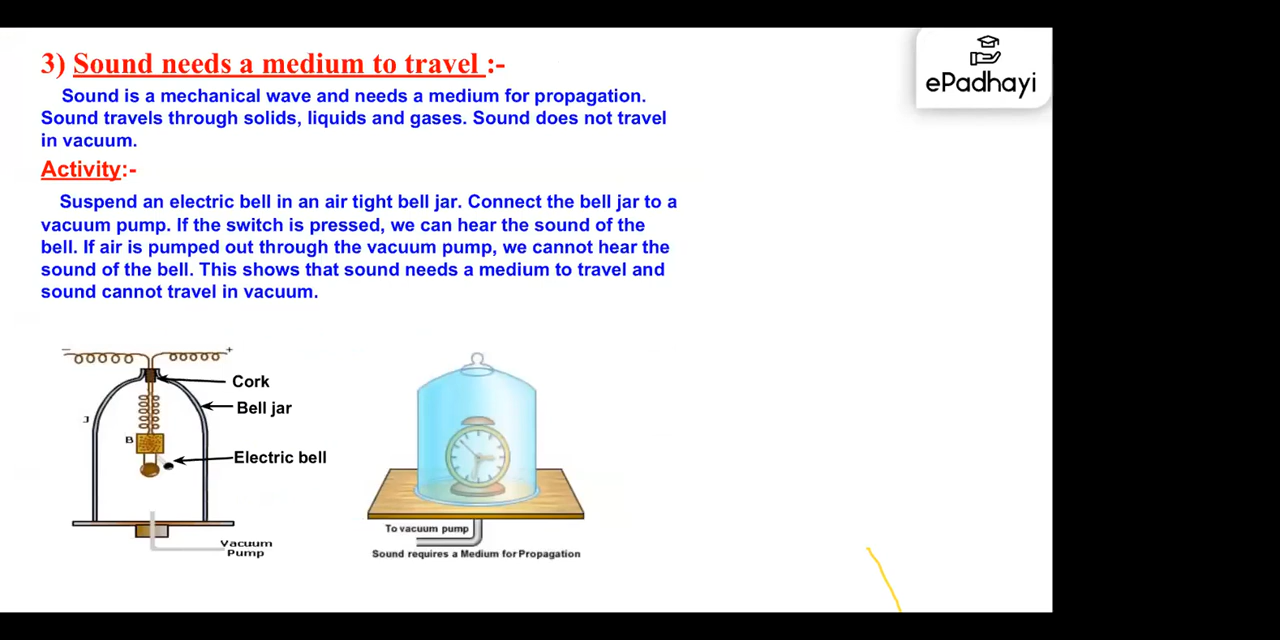 3) Sound needs a medium to travel :-
ePadhayi
Sound is a mechanical wave and needs a medium for propagation.
Sound travels through solids, liquids and gases. Sound does not travel
in vacuum.
Activity:-
Suspend an electric bell in an air tight bell jar. Connect the bell jar to a
vacuum pump. If the switch is pressed, we can hear the sound of the
bell. If air is pumped out through the vacuum pump, we cannot hear the
sound of the bell. This shows that sound needs a medium to travel and
sound cannot travel in vacuum.
− +
Cork
Bell jar
J
B
Electric bell
Vacuum
Pump
To vacuum pump
Sound requires a Medium for Propagation